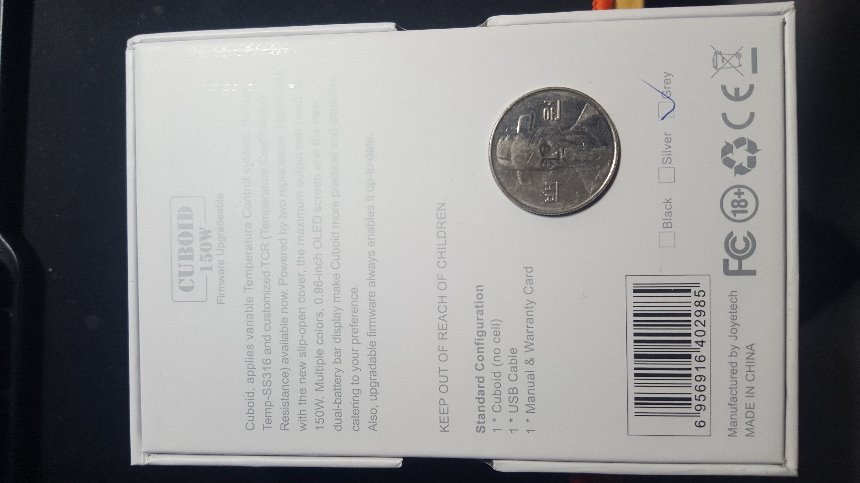 CUBOID
150W
Firmware Upgradeable
Cuboid, applies variable Temperature Control system
Temp-SS316 and customized TCR (Temperature
Resistance) available now. Powered by two
with the new slip-open cover, the maximum output can
150W. Multiple colors, 0.96-inch OLED screen and the new
dual-battery bar display make Cuboid more practical and
catering to your preference.
Also, upgradable firmware always enables it up-to-date.
KEEP OUT OF REACH OF CHILDREN.
Standard Configuration
1 * Cuboid (no cell)
1 * USB Cable
1 * Manual & Warranty Card
백원
Black
Silver
Grey
6 956916 402985
FC 18+ CE
Manufactured by Joyetech
MADE IN CHINA